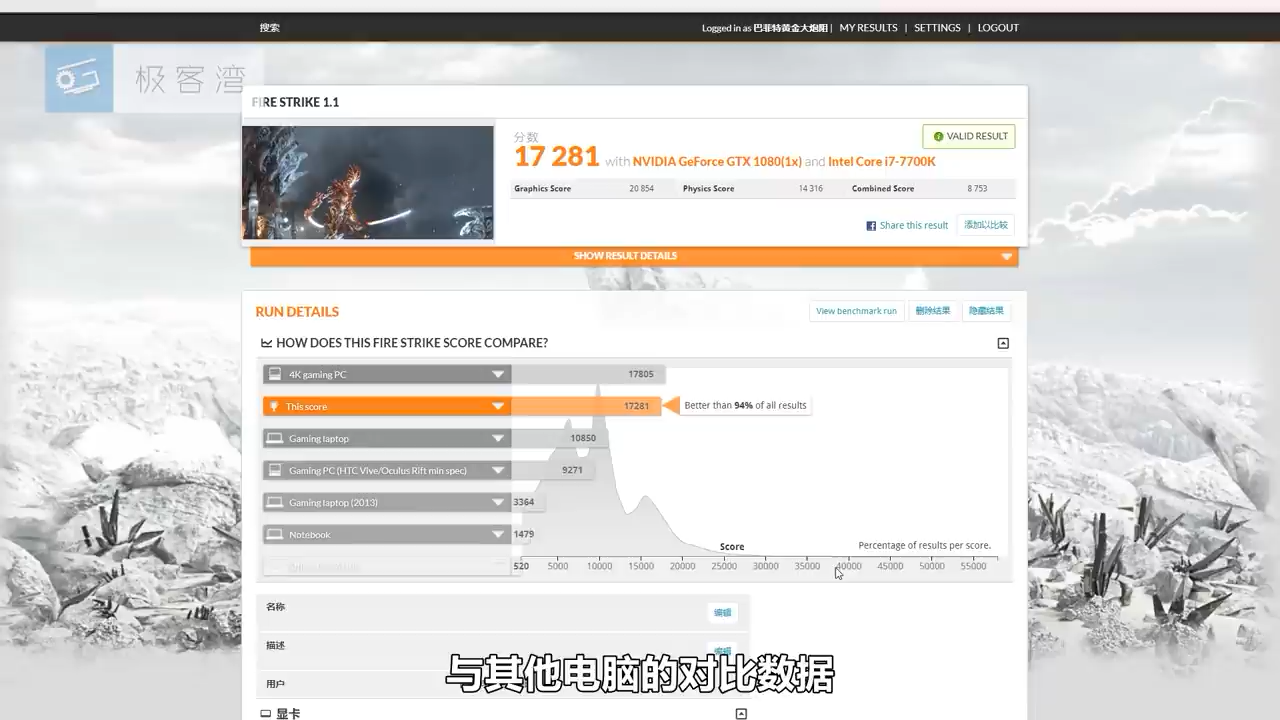 搜索
Logged in as 巴菲特黄金大炮阳 | MY RESULTS | SETTINGS | LOGOUT
极客湾
FIRE STRIKE 1.1
分数
VALID RESULT
17 281 with NVIDIA GeForce GTX 1080(1x) and Intel Core i7-7700K
Graphics Score 20 854 Physics Score 14 316 Combined Score 8 753
Share this result 添加以比较
SHOW RESULT DETAILS
RUN DETAILS
View benchmark run 删除结果 隐藏结果
HOW DOES THIS FIRE STRIKE SCORE COMPARE?
4K gaming PC 17805
This score 17281 Better than 94% of all results
Gaming laptop 10850
Gaming PC (HTC Vive/Oculus Rift min spec) 9271
Gaming laptop (2013) 3364
Notebook 1479
Score Percentage of results per score.
520 5000 10000 15000 20000 25000 30000 35000 40000 45000 50000 55000
名称 编辑
描述 编辑
用户
与其他电脑的对比数据
显卡